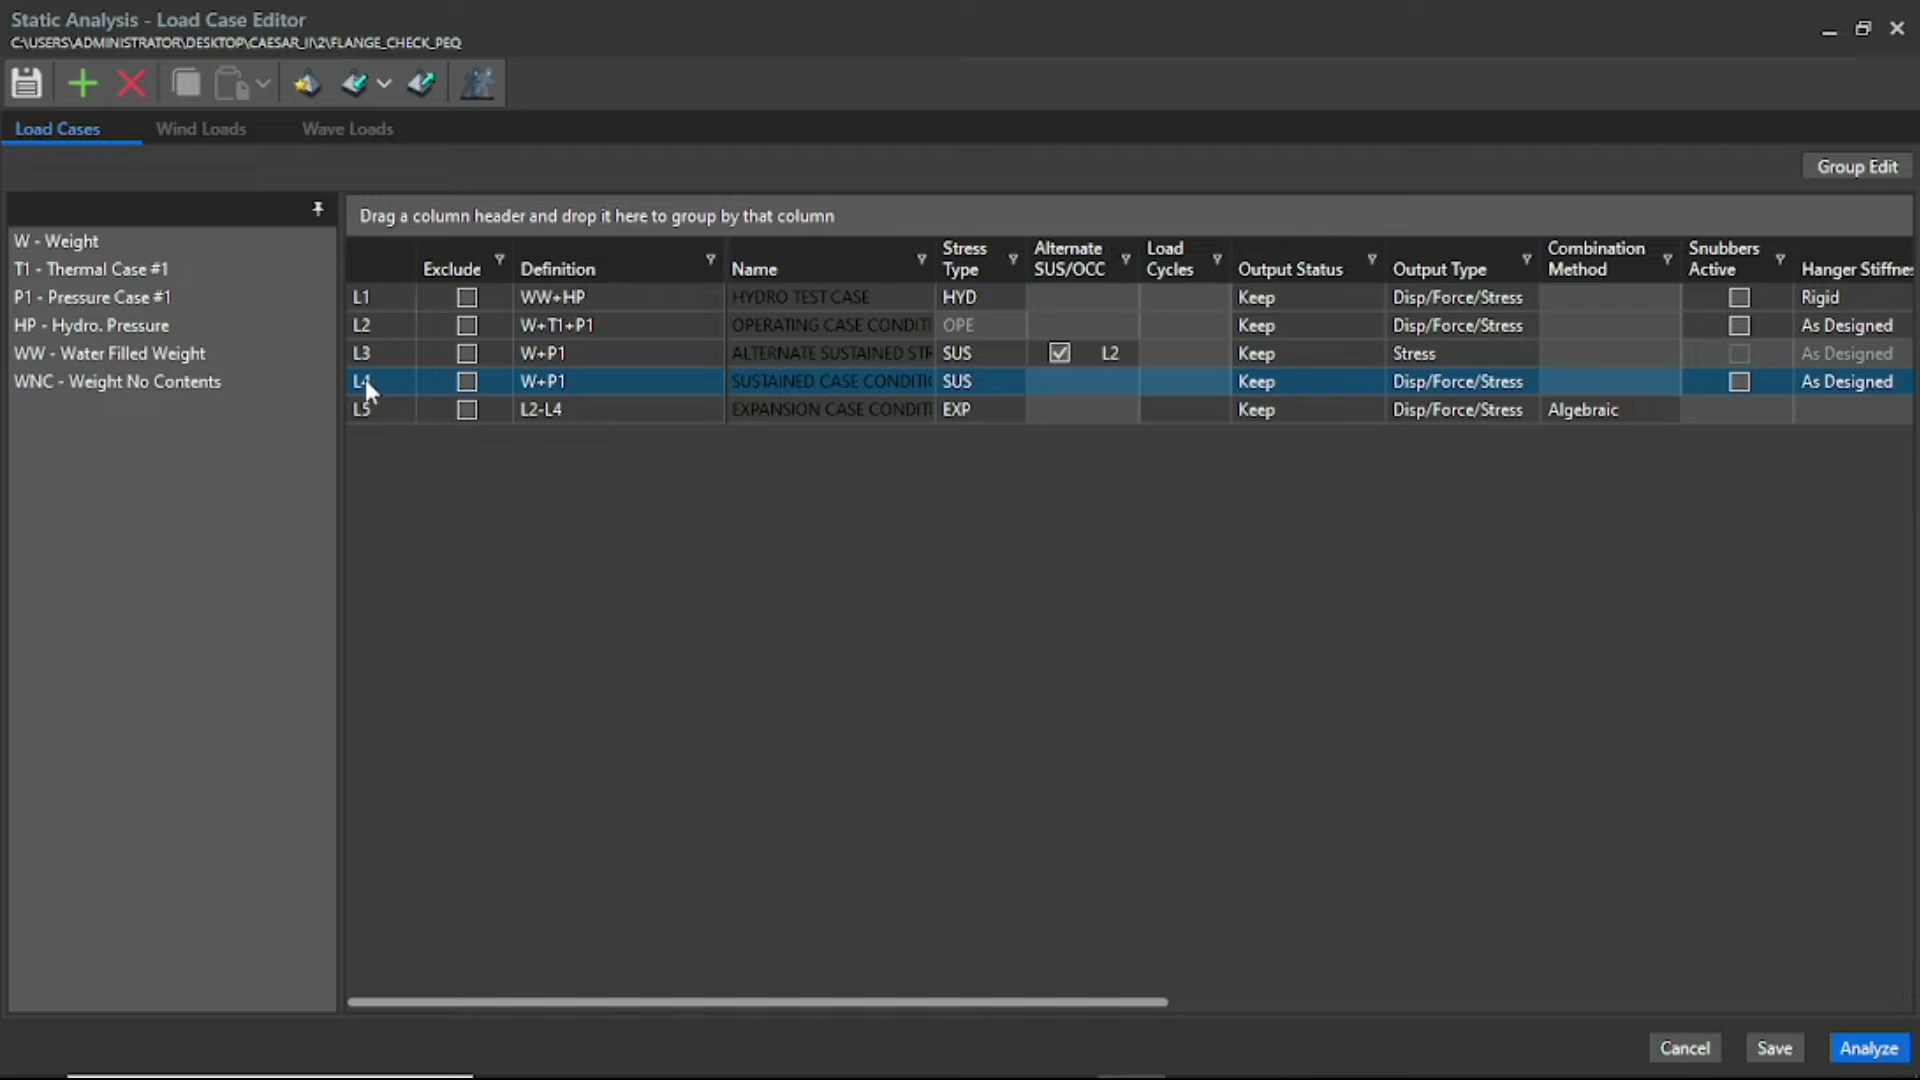 Static Analysis - Load Case Editor
C:\USERS\ADMINISTRATOR\DESKTOP\CAESAR_II\2\FLANGE_CHECK_PEQ
Load Cases Wind Loads Wave Loads
Group Edit
Drag a column header and drop it here to group by that column
W - Weight
T1 - Thermal Case #1
P1 - Pressure Case #1
HP - Hydro. Pressure
WW - Water Filled Weight
WNC - Weight No Contents
Exclude Definition Name Stress Type Alternate SUS/OCC Load Cycles Output Status Output Type Combination Method Snubbers Active Hanger Stiffnes
L1 WW+HP HYDRO TEST CASE HYD Keep Disp/Force/Stress Rigid
L2 W+T1+P1 OPERATING CASE CONDITI OPE Keep Disp/Force/Stress As Designed
L3 W+P1 ALTERNATE SUSTAINED STR SUS L2 Keep Stress As Designed
L4 W+P1 SUSTAINED CASE CONDITIO SUS Keep Disp/Force/Stress As Designed
L5 L2-L4 EXPANSION CASE CONDITI EXP Keep Disp/Force/Stress Algebraic
Cancel Save Analyze